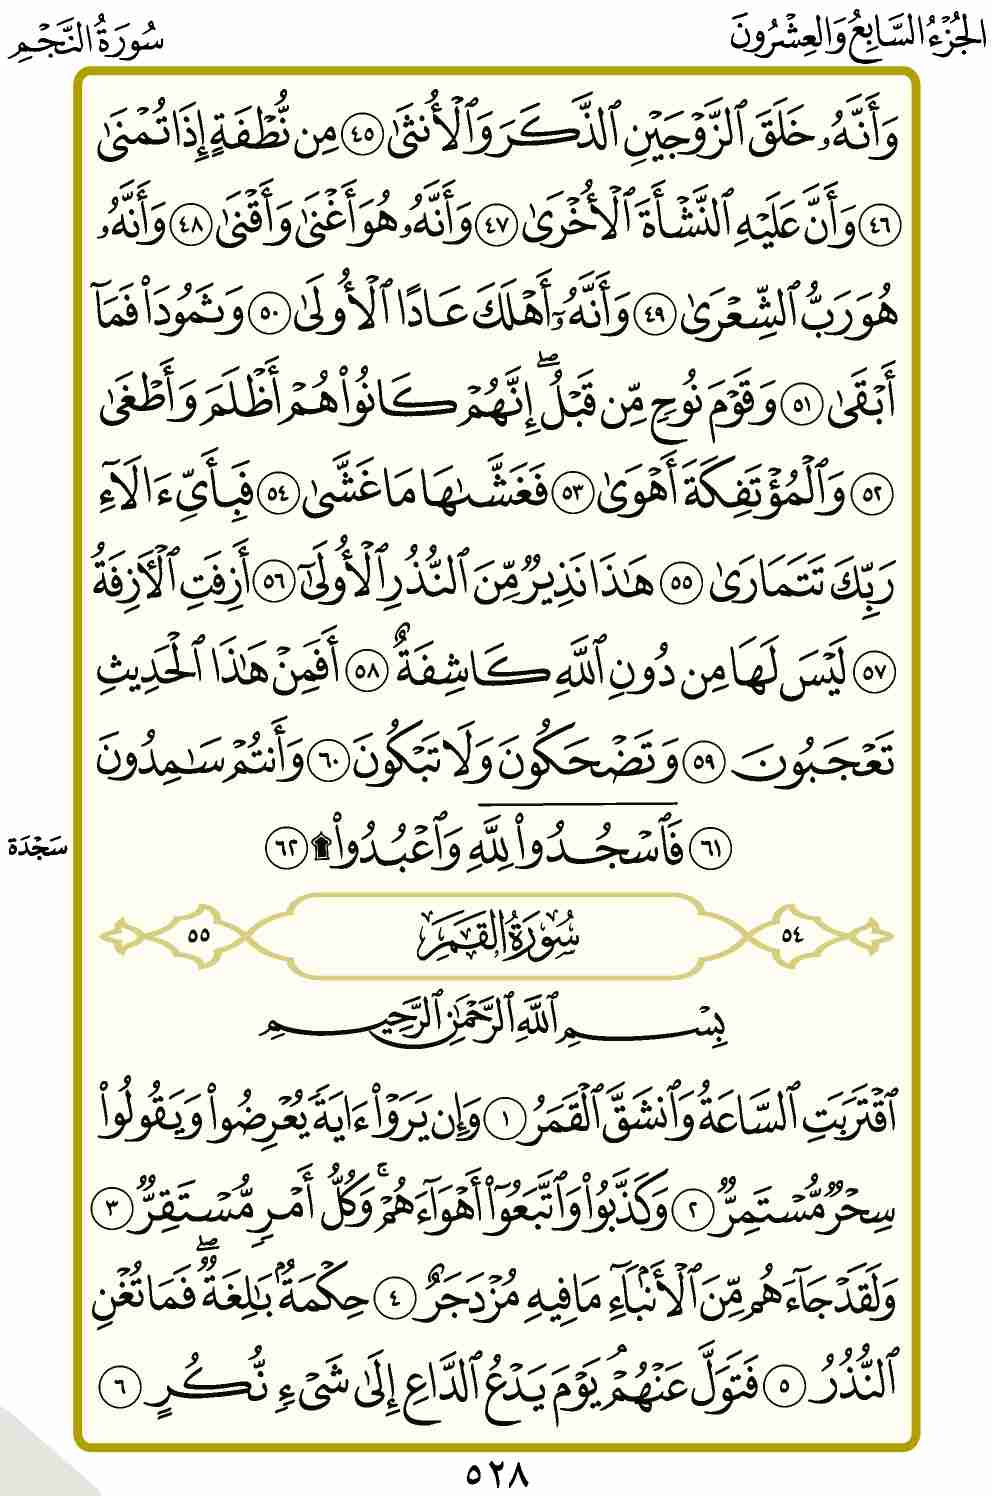 الجُزْءُ السَّابِعُ وَالعِشْرُونَ
سُورَةُ النَّجْمِ
وَأَنَّهُۥ خَلَقَ ٱلزَّوْجَيْنِ ٱلذَّكَرَ وَٱلْأُنثَىٰ ٤٥ مِن نُّطْفَةٍ إِذَا تُمْنَىٰ
٤٦ وَأَنَّ عَلَيْهِ ٱلنَّشْأَةَ ٱلْأُخْرَىٰ ٤٧ وَأَنَّهُۥ هُوَ أَغْنَىٰ وَأَقْنَىٰ ٤٨ وَأَنَّهُۥ
هُوَ رَبُّ ٱلشِّعْرَىٰ ٤٩ وَأَنَّهُۥٓ أَهْلَكَ عَادًا ٱلْأُولَىٰ ٥٠ وَثَمُودَا۟ فَمَآ
أَبْقَىٰ ٥١ وَقَوْمَ نُوحٍ مِّن قَبْلُ ۖ إِنَّهُمْ كَانُوا۟ هُمْ أَظْلَمَ وَأَطْغَىٰ
٥٢ وَٱلْمُؤْتَفِكَةَ أَهْوَىٰ ٥٣ فَغَشَّىٰهَا مَا غَشَّىٰ ٥٤ فَبِأَىِّ ءَالَآءِ
رَبِّكَ تَتَمَارَىٰ ٥٥ هَـٰذَا نَذِيرٌ مِّنَ ٱلنُّذُرِ ٱلْأُولَىٰٓ ٥٦ أَزِفَتِ ٱلْـَٔازِفَةُ
٥٧ لَيْسَ لَهَا مِن دُونِ ٱللَّهِ كَاشِفَةٌ ٥٨ أَفَمِنْ هَـٰذَا ٱلْحَدِيثِ
تَعْجَبُونَ ٥٩ وَتَضْحَكُونَ وَلَا تَبْكُونَ ٦٠ وَأَنتُمْ سَـٰمِدُونَ
٦١ فَٱسْجُدُوا۟ لِلَّهِ وَٱعْبُدُوا۟ ۩ ٦٢
سَجْدَة
٥٤ سُورَةُ القَمَرِ ٥٥
بِسْمِ ٱللَّهِ ٱلرَّحْمَـٰنِ ٱلرَّحِيمِ
ٱقْتَرَبَتِ ٱلسَّاعَةُ وَٱنشَقَّ ٱلْقَمَرُ ١ وَإِن يَرَوْا۟ ءَايَةً يُعْرِضُوا۟ وَيَقُولُوا۟
سِحْرٌ مُّسْتَمِرٌّ ٢ وَكَذَّبُوا۟ وَٱتَّبَعُوٓا۟ أَهْوَآءَهُمْ ۚ وَكُلُّ أَمْرٍ مُّسْتَقِرٌّ ٣
وَلَقَدْ جَآءَهُم مِّنَ ٱلْأَنۢبَآءِ مَا فِيهِ مُزْدَجَرٌ ٤ حِكْمَةٌۢ بَـٰلِغَةٌ ۖ فَمَا تُغْنِ
ٱلنُّذُرُ ٥ فَتَوَلَّ عَنْهُمْ ۘ يَوْمَ يَدْعُ ٱلدَّاعِ إِلَىٰ شَىْءٍ نُّكُرٍ ٦
٥٢٨